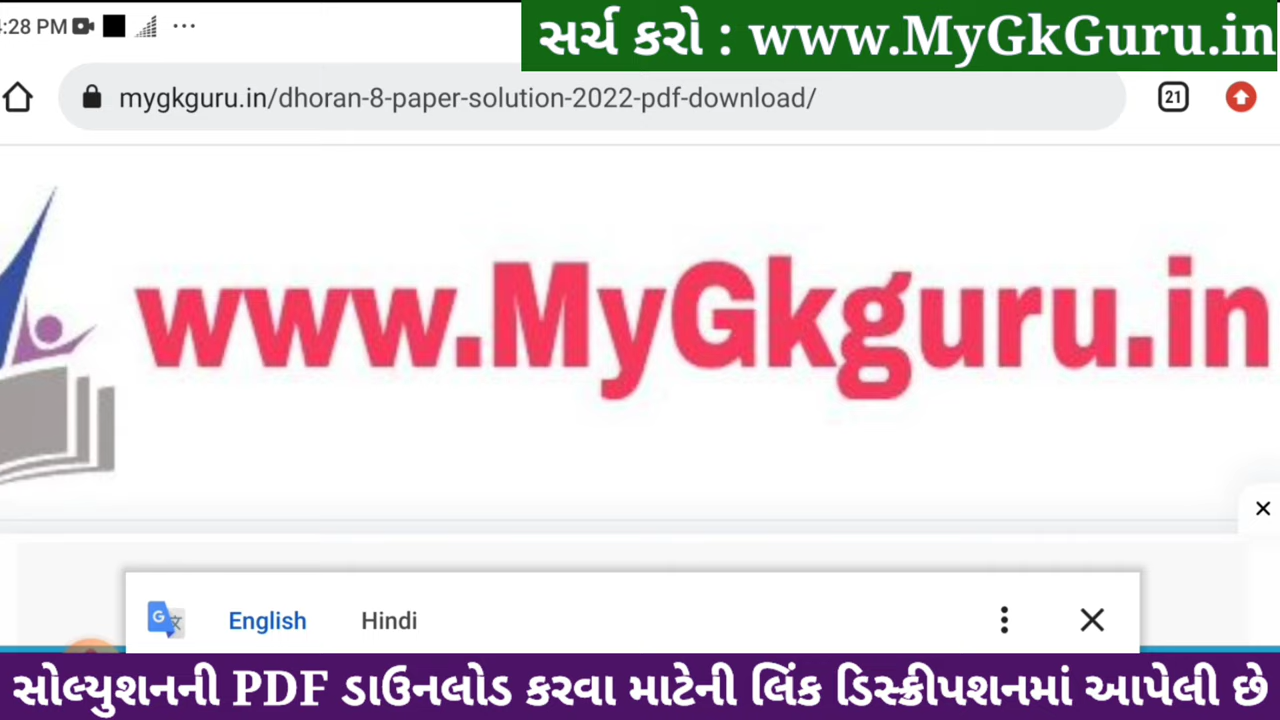 :28 PM
સર્ચ કરો : www.MyGkGuru.in
mygkguru.in/dhoran-8-paper-solution-2022-pdf-download/
21
www.MyGkguru.in
English Hindi
સોલ્યુશનની PDF ડાઉનલોડ કરવા માટેની લિંક ડિસ્ક્રીપશનમાં આપેલી છે